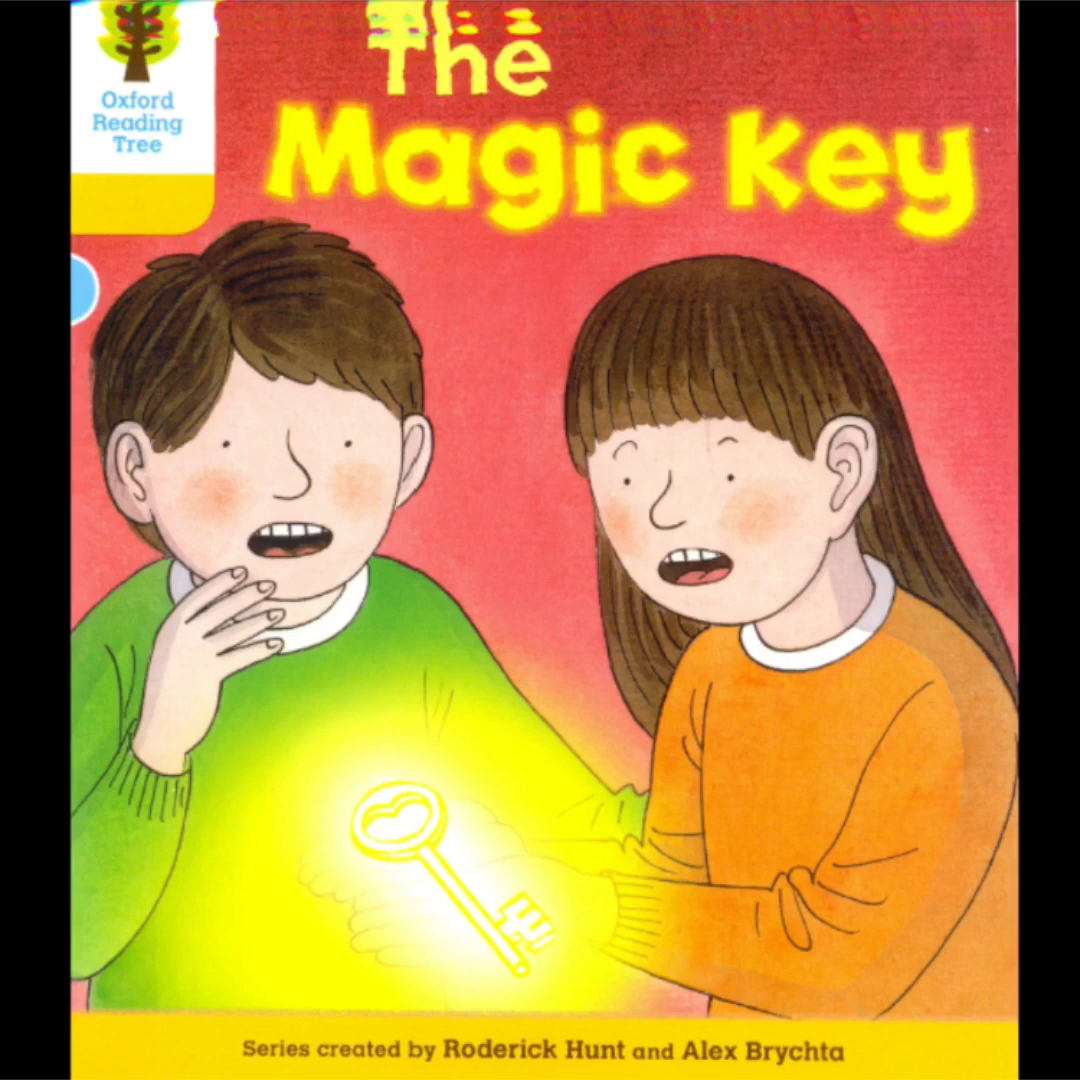 Oxford
Reading
Tree
The
Magic Key
Series created by Roderick Hunt and Alex Brychta